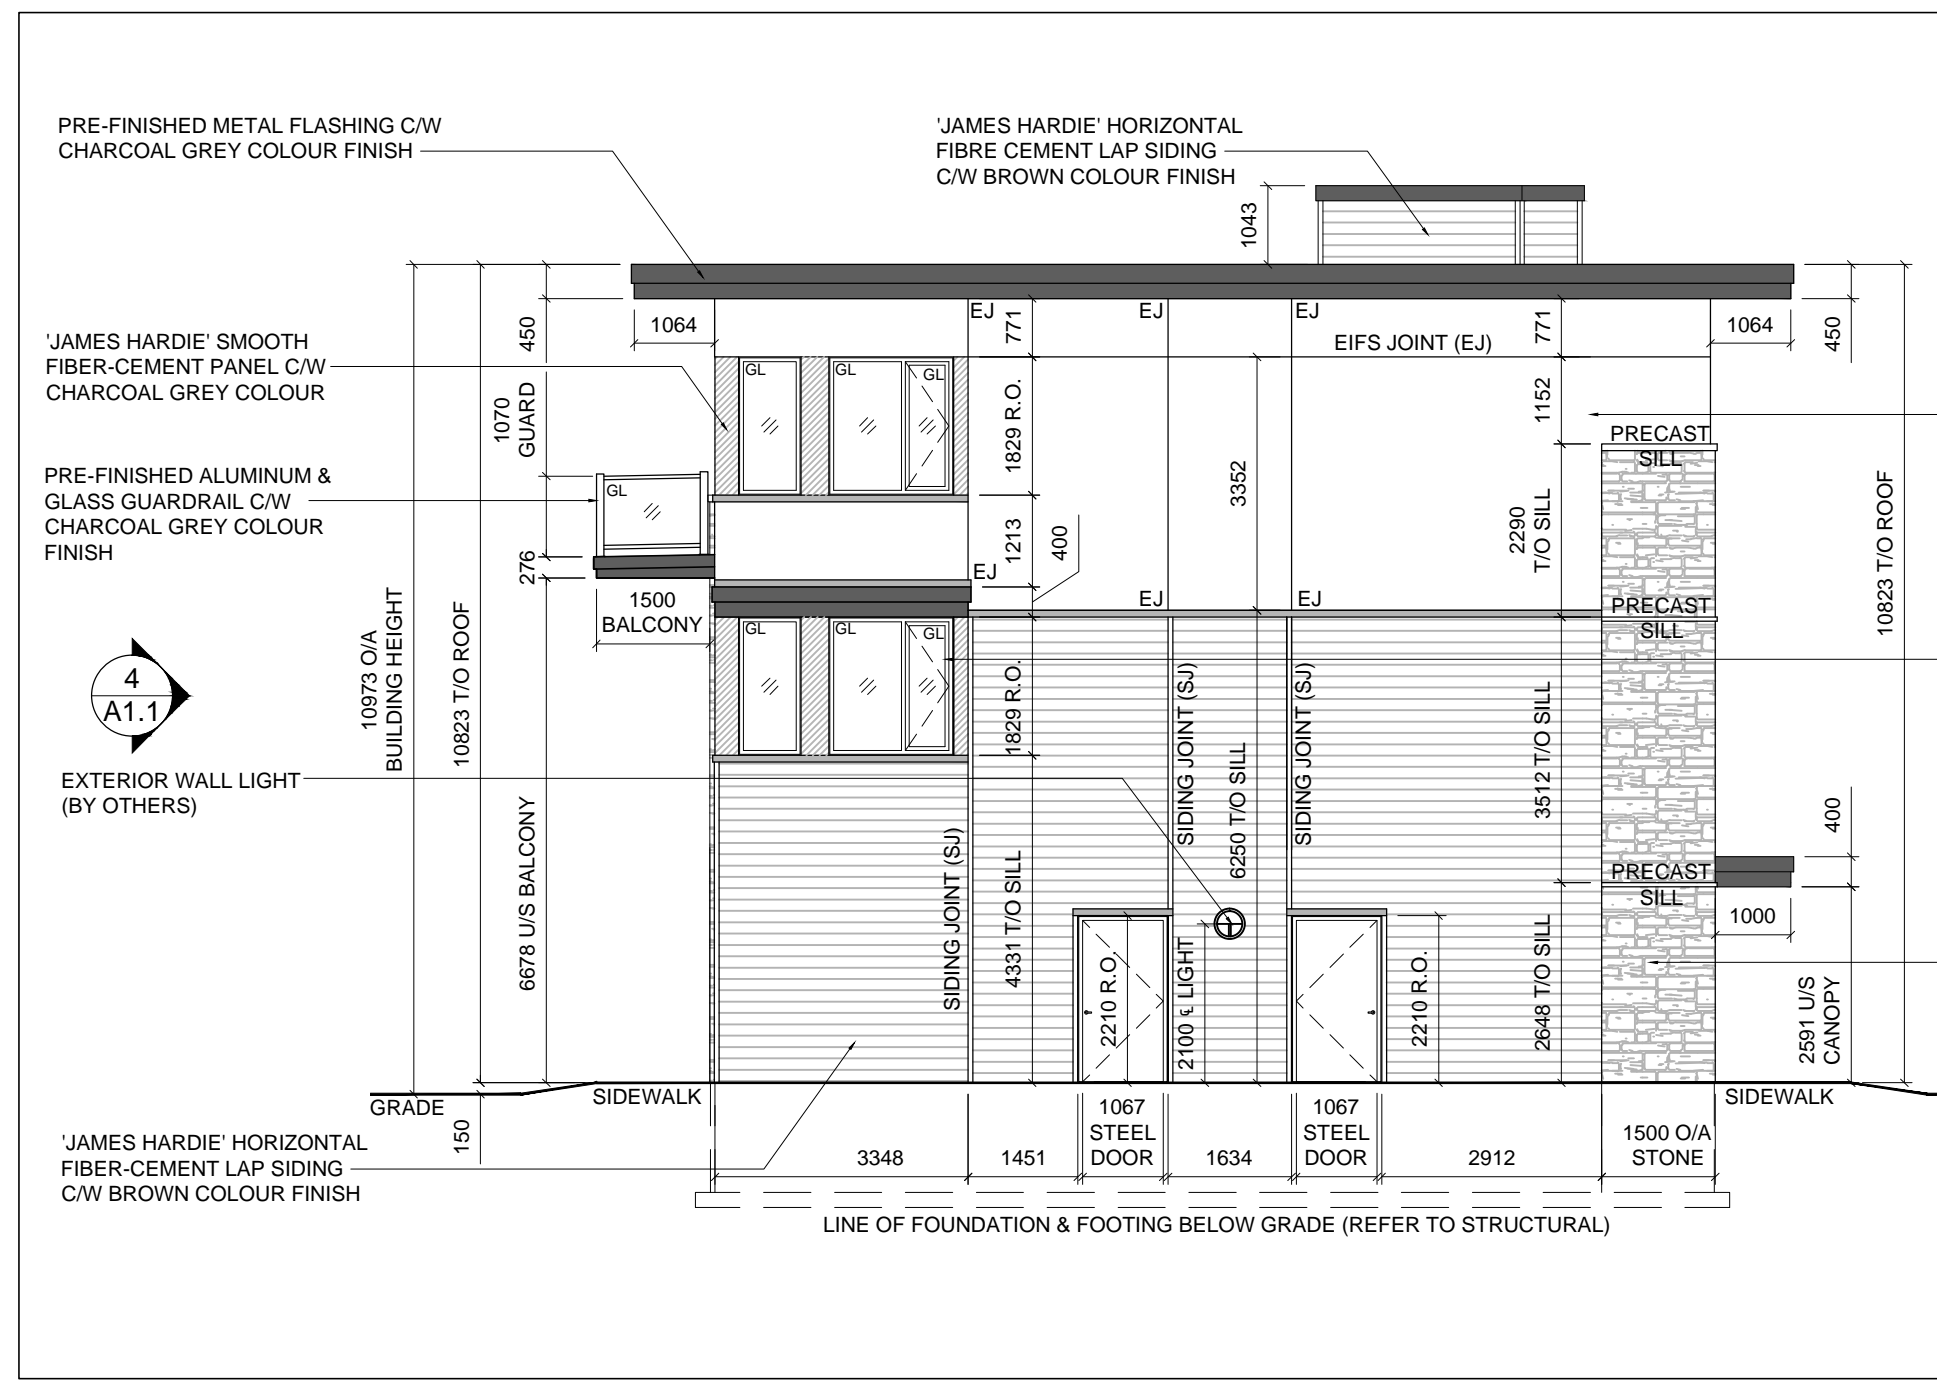 PRE-FINISHED METAL FLASHING C/W
CHARCOAL GREY COLOUR FINISH
'JAMES HARDIE' HORIZONTAL
FIBRE CEMENT LAP SIDING
C/W BROWN COLOUR FINISH
1043
'JAMES HARDIE' SMOOTH
FIBER-CEMENT PANEL C/W
CHARCOAL GREY COLOUR
PRE-FINISHED ALUMINUM &
GLASS GUARDRAIL C/W
CHARCOAL GREY COLOUR
FINISH
4
A1.1
EXTERIOR WALL LIGHT
(BY OTHERS)
'JAMES HARDIE' HORIZONTAL
FIBER-CEMENT LAP SIDING
C/W BROWN COLOUR FINISH
10973 O/A
BUILDING HEIGHT
10823 T/O ROOF
450
1070
GUARD
276
6678 U/S BALCONY
150
1064
1500
BALCONY
GL
GL
GL
GL
GL
GL
GL
EJ
EJ
EJ
EJ
EJ
EJ
EIFS JOINT (EJ)
771
1829 R.O.
1213
400
1829 R.O.
4331 T/O SILL
SIDING JOINT (SJ)
SIDING JOINT (SJ)
SIDING JOINT (SJ)
3352
6250 T/O SILL
2210 R.O.
2100 ℄ LIGHT
2210 R.O.
771
1152
2290
T/O SILL
3512 T/O SILL
2648 T/O SILL
PRECAST
SILL
PRECAST
SILL
PRECAST
SILL
1064
450
10823 T/O ROOF
400
1000
2591 U/S
CANOPY
GRADE
SIDEWALK
SIDEWALK
3348
1451
1067
STEEL
DOOR
1634
1067
STEEL
DOOR
2912
1500 O/A
STONE
LINE OF FOUNDATION & FOOTING BELOW GRADE (REFER TO STRUCTURAL)